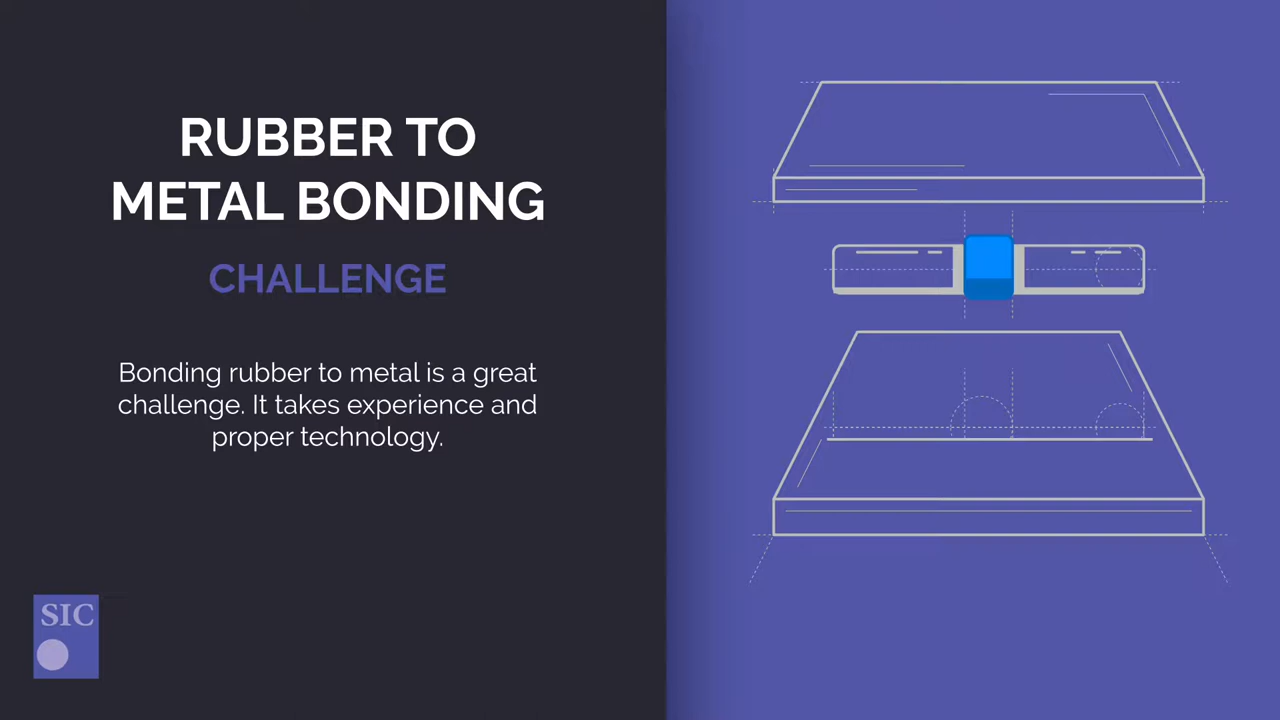 RUBBER TO
METAL BONDING
CHALLENGE
Bonding rubber to metal is a great
challenge. It takes experience and
proper technology.
SIC